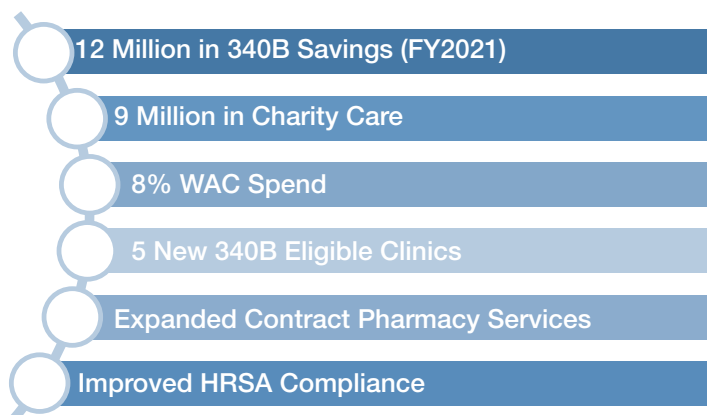 12 Million in 340B Savings (FY2021)
9 Million in Charity Care
8% WAC Spend
5 New 340B Eligible Clinics
Expanded Contract Pharmacy Services
Improved HRSA Compliance